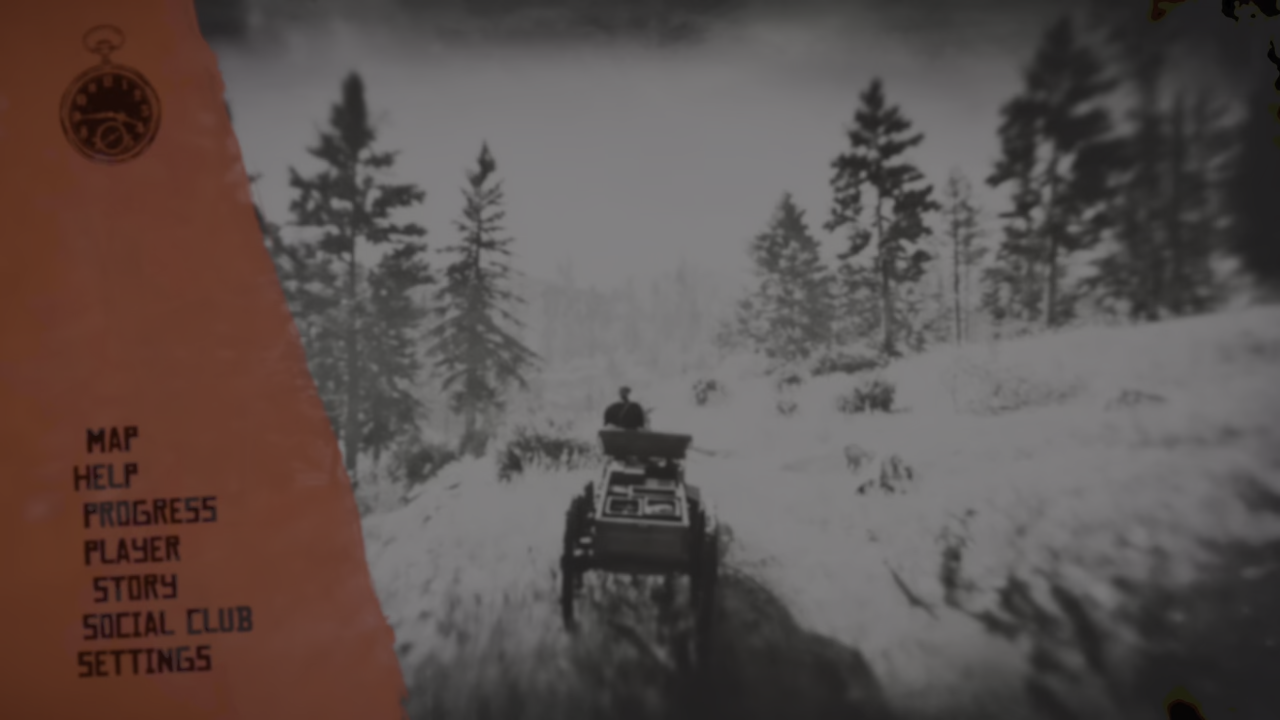 MAP
HELP
PROGRESS
PLAYER
STORY
SOCIAL CLUB
SETTINGS